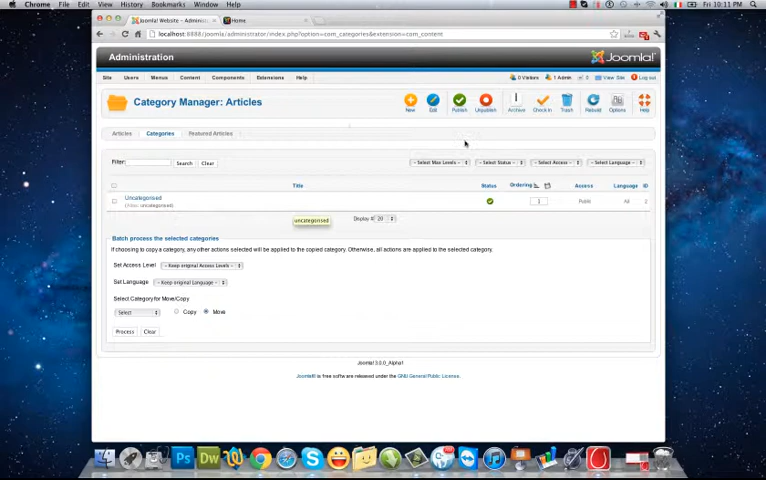 Chrome File Edit View History Bookmarks Window Help Fri 10:11 PM
Joomla! Website - Administra Home
localhost:8888/joomla/administrator/index.php?option=com_categories&extension=com_content
Administration Joomla!
Site Users Menus Content Components Extensions Help 0 Visitors 1 Admin View Site Log out
Category Manager: Articles
New Edit Publish Unpublish Archive Check In Trash Rebuild Options Help
Articles Categories Featured Articles
Filter: Search Clear - Select Max Levels - - Select Status - - Select Access - - Select Language -
Title Status Ordering Access Language ID
Uncategorised 1 Public All 2
(Alias: uncategorised)
uncategorised Display # 20
Batch process the selected categories
If choosing to copy a category, any other actions selected will be applied to the copied category. Otherwise, all actions are applied to the selected category.
Set Access Level - Keep original Access Levels -
Set Language - Keep original Language -
Select Category for Move/Copy
Select Copy Move
Process Clear
Joomla! 3.0.0_Alpha1
Joomla!® is free software released under the GNU General Public License.
Ps Dw